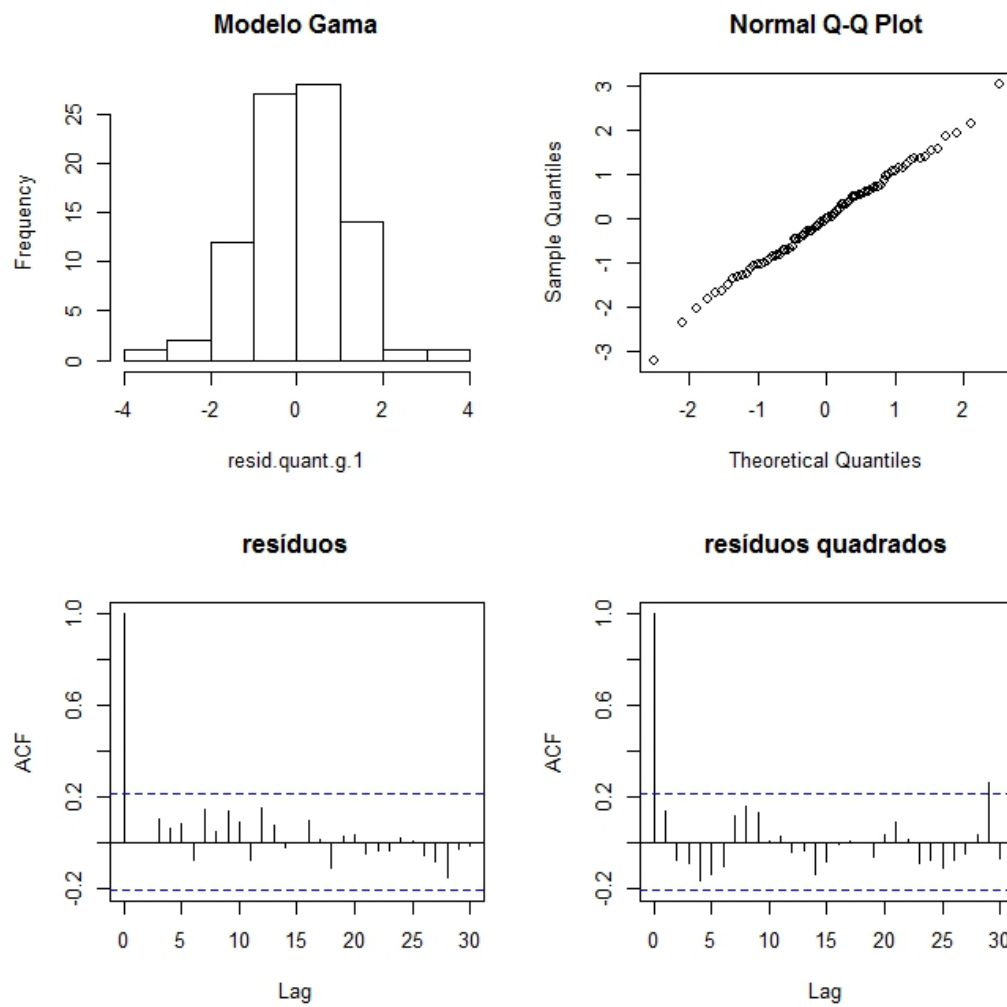 Modelo Gama
Frequency
0 5 10 15 20 25
-4 -2 0 2 4
resid.quant.g.1
Normal Q-Q Plot
Sample Quantiles
-3 -2 -1 0 1 2 3
-2 -1 0 1 2
Theoretical Quantiles
resíduos
ACF
-0.2 0.2 0.6 1.0
0 5 10 15 20 25 30
Lag
resíduos quadrados
ACF
-0.2 0.2 0.6 1.0
0 5 10 15 20 25 30
Lag